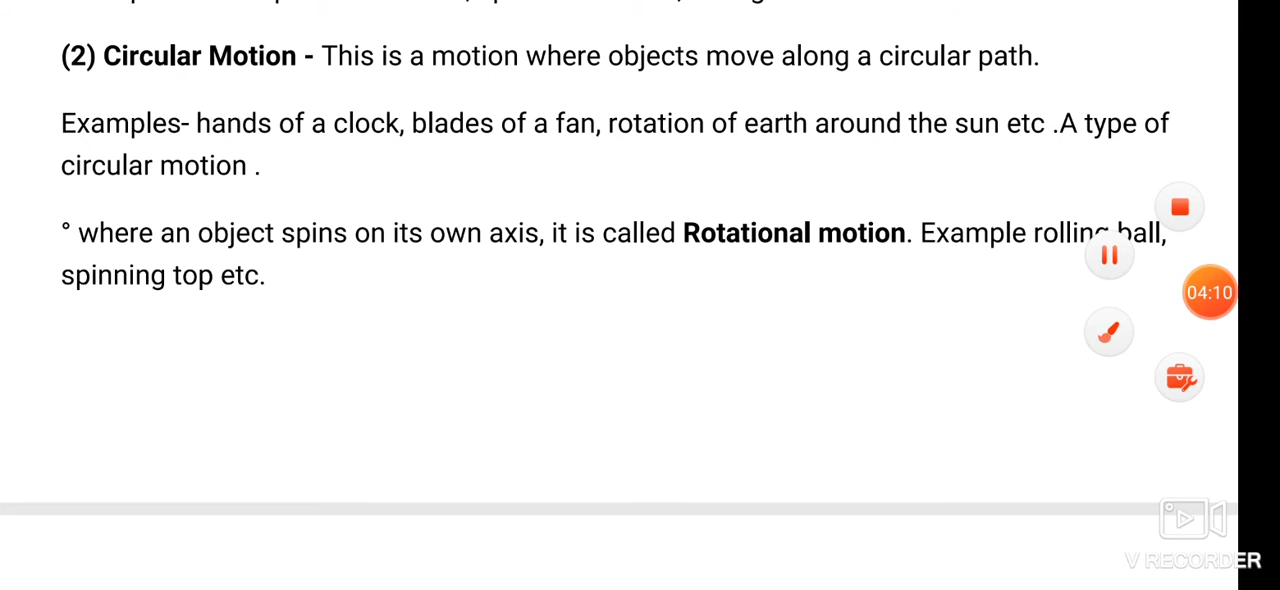 (2) Circular Motion - This is a motion where objects move along a circular path.
Examples- hands of a clock, blades of a fan, rotation of earth around the sun etc .A type of
circular motion .
° where an object spins on its own axis, it is called Rotational motion. Example rolling ball,
spinning top etc.
04:10
V RECORDER